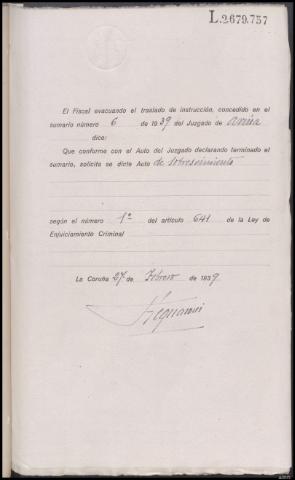 L.2679.757
El Fiscal evacuando el traslado de instrucción, concedido en el
sumario número 6 de 1939 del Juzgado de
dice:
Que conforme con el Auto del Juzgado declarando terminado el
sumario, solicita se dicte Auto de sobreseimiento
según el número 1º del artículo 641 de la Ley de
Enjuiciamiento Criminal
La Coruña 27 de Febrero de 1939